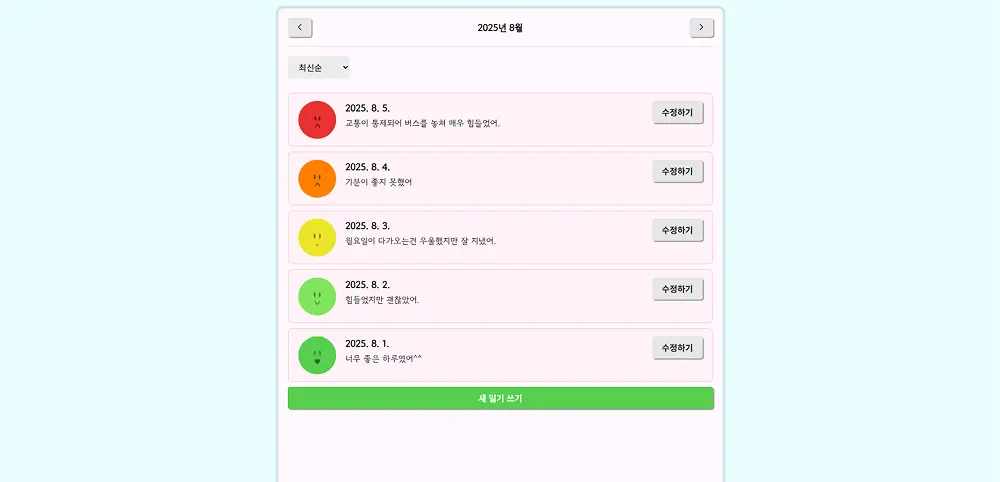 <
2025년 8월
>
최신순
2025. 8. 5.
교통이 통제되어 버스를 놓쳐 매우 힘들었어.
수정하기
2025. 8. 4.
기분이 좋지 못했어
수정하기
2025. 8. 3.
월요일이 다가오는건 우울했지만 잘 지냈어.
수정하기
2025. 8. 2.
힘들었지만 괜찮았어.
수정하기
2025. 8. 1.
너무 좋은 하루였어^^
수정하기
새 일기 쓰기